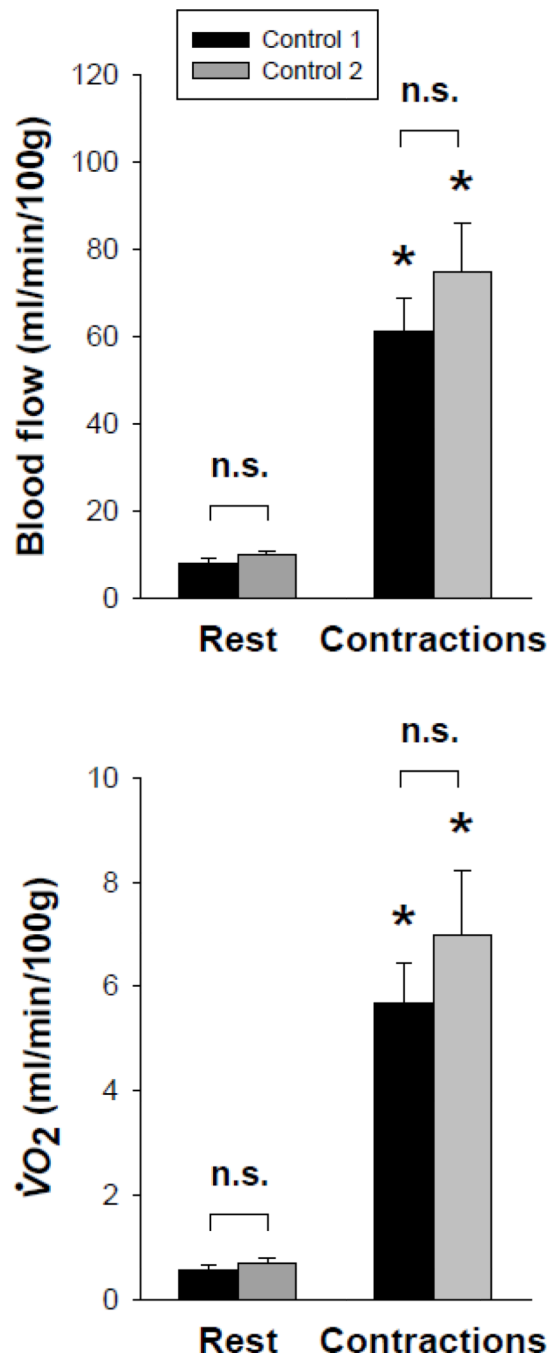 Control 1
Control 2
Blood flow (ml/min/100g)
120
100
80
60
40
20
0
n.s.
*
*
n.s.
Rest Contractions
V̇O2 (ml/min/100g)
10
8
6
4
2
0
n.s.
*
*
n.s.
Rest Contractions